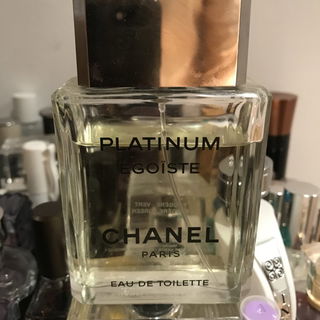 PLATINUM
ÉGOÏSTE
CHANEL
PARIS
EAU DE TOILETTE